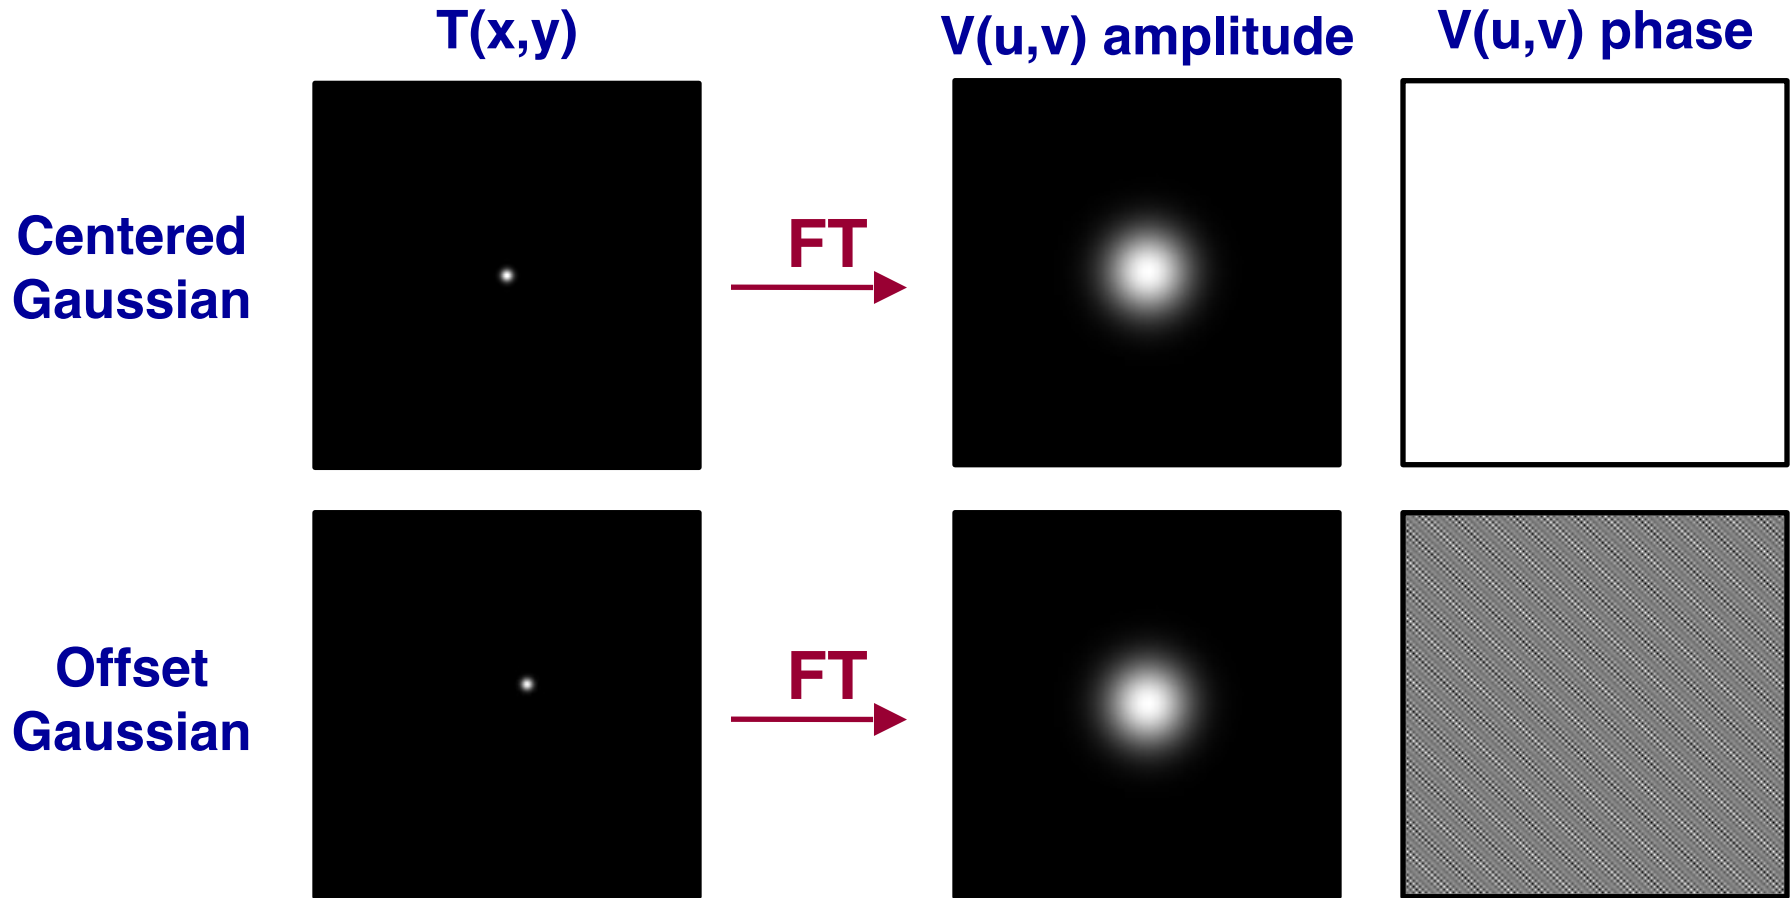 T(x,y)
V(u,v) amplitude
V(u,v) phase
Centered
Gaussian
FT
Offset
Gaussian
FT